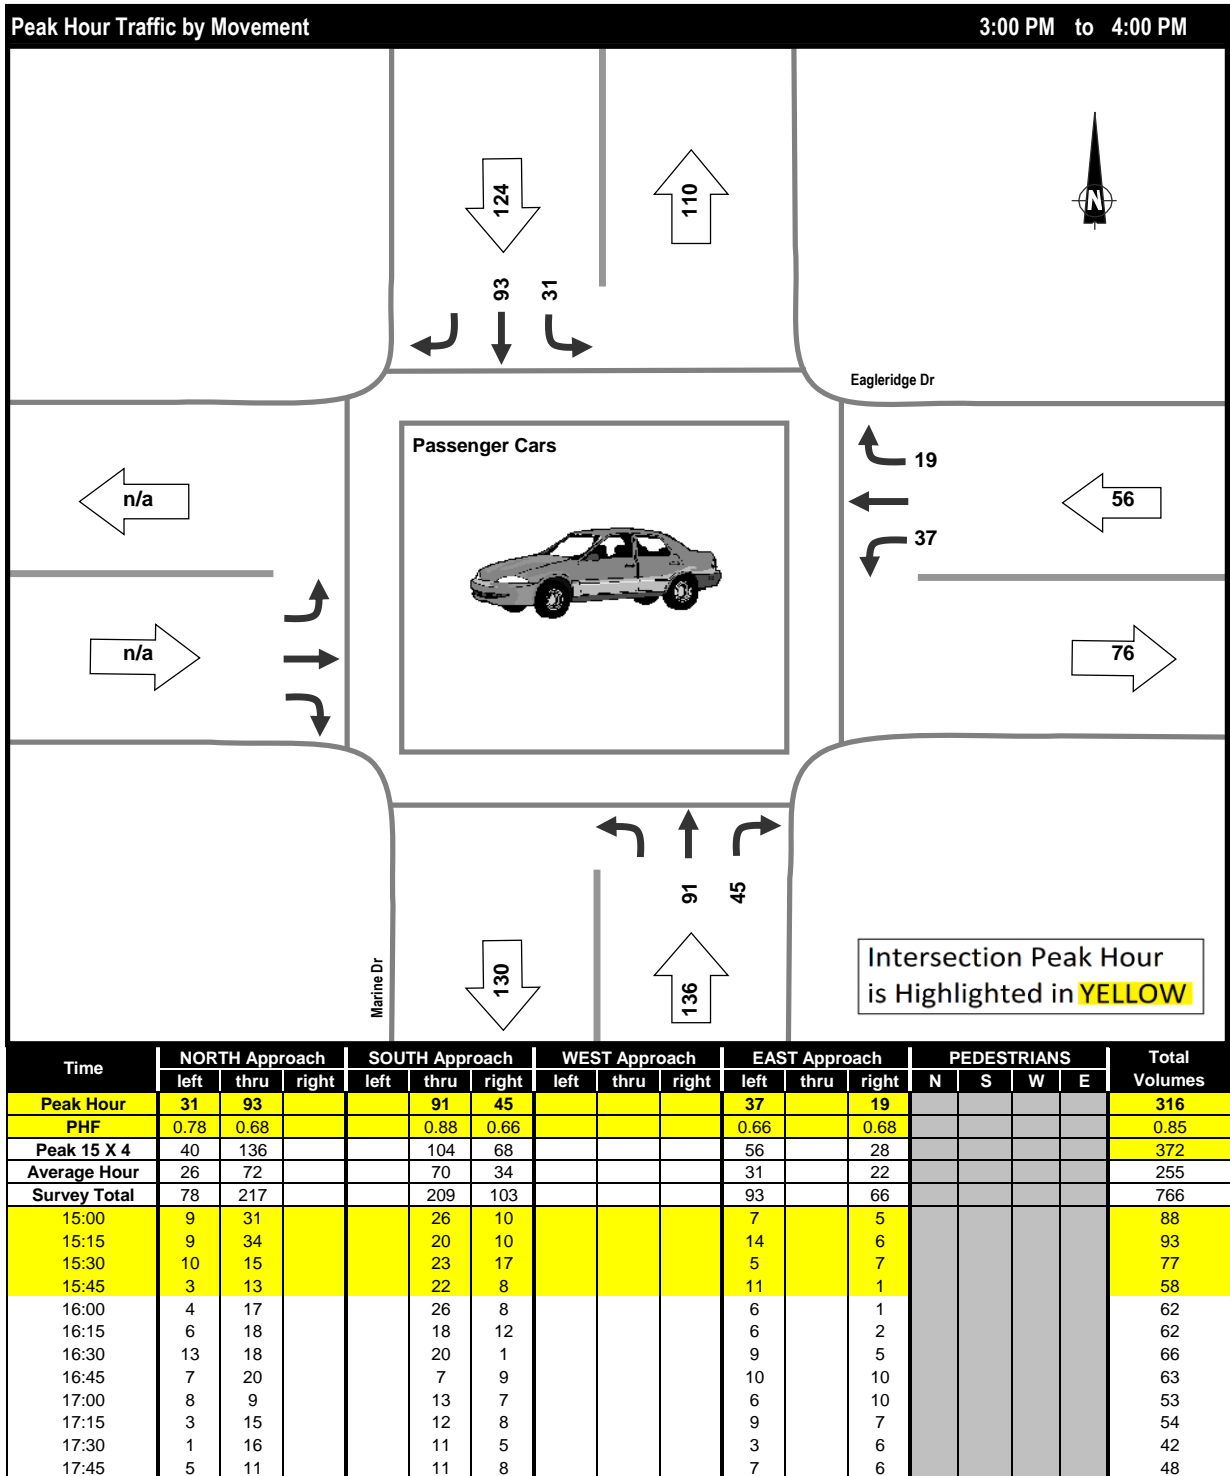 Peak Hour Traffic by Movement 3:00 PM to 4:00 PM
124
110
N
93 31
Eagleridge Dr
Passenger Cars
19
n/a
56
37
n/a
76
91 45
Marine Dr
130
136
Intersection Peak Hour
is Highlighted in YELLOW
Time NORTH Approach SOUTH Approach WEST Approach EAST Approach PEDESTRIANS Total
left thru right left thru right left thru right left thru right N S W E Volumes
Peak Hour 31 93 91 45 37 19 316
PHF 0.78 0.68 0.88 0.66 0.66 0.68 0.85
Peak 15 X 4 40 136 104 68 56 28 372
Average Hour 26 72 70 34 31 22 255
Survey Total 78 217 209 103 93 66 766
15:00 9 31 26 10 7 5 88
15:15 9 34 20 10 14 6 93
15:30 10 15 23 17 5 7 77
15:45 3 13 22 8 11 1 58
16:00 4 17 26 8 6 1 62
16:15 6 18 18 12 6 2 62
16:30 13 18 20 1 9 5 66
16:45 7 20 7 9 10 10 63
17:00 8 9 13 7 6 10 53
17:15 3 15 12 8 9 7 54
17:30 1 16 11 5 3 6 42
17:45 5 11 11 8 7 6 48